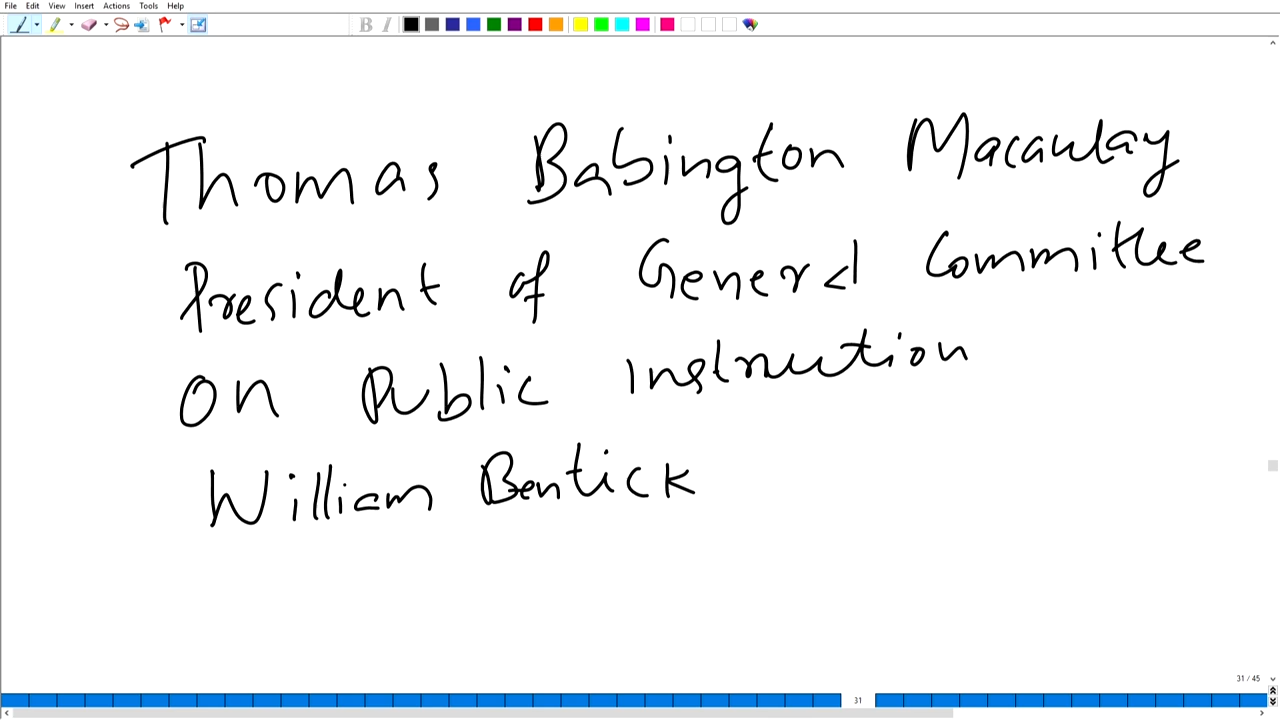 File Edit View Insert Actions Tools Help
B I
Thomas Babington Macaulay
President of General Committee
on Public Instruction
William Bentick
31 / 45
31